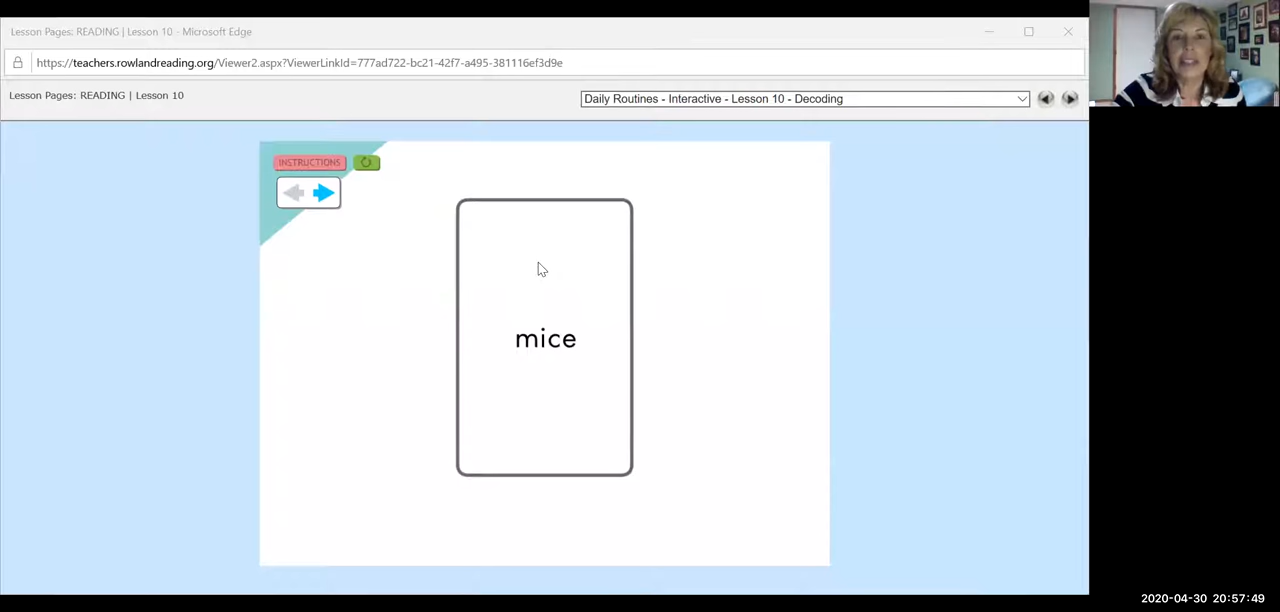 Lesson Pages: READING | Lesson 10 - Microsoft Edge
https://teachers.rowlandreading.org/Viewer2.aspx?ViewerLinkId=777ad722-bc21-42f7-a495-381116ef3d9e
Lesson Pages: READING | Lesson 10
Daily Routines - Interactive - Lesson 10 - Decoding
INSTRUCTIONS
mice
2020-04-30 20:57:49